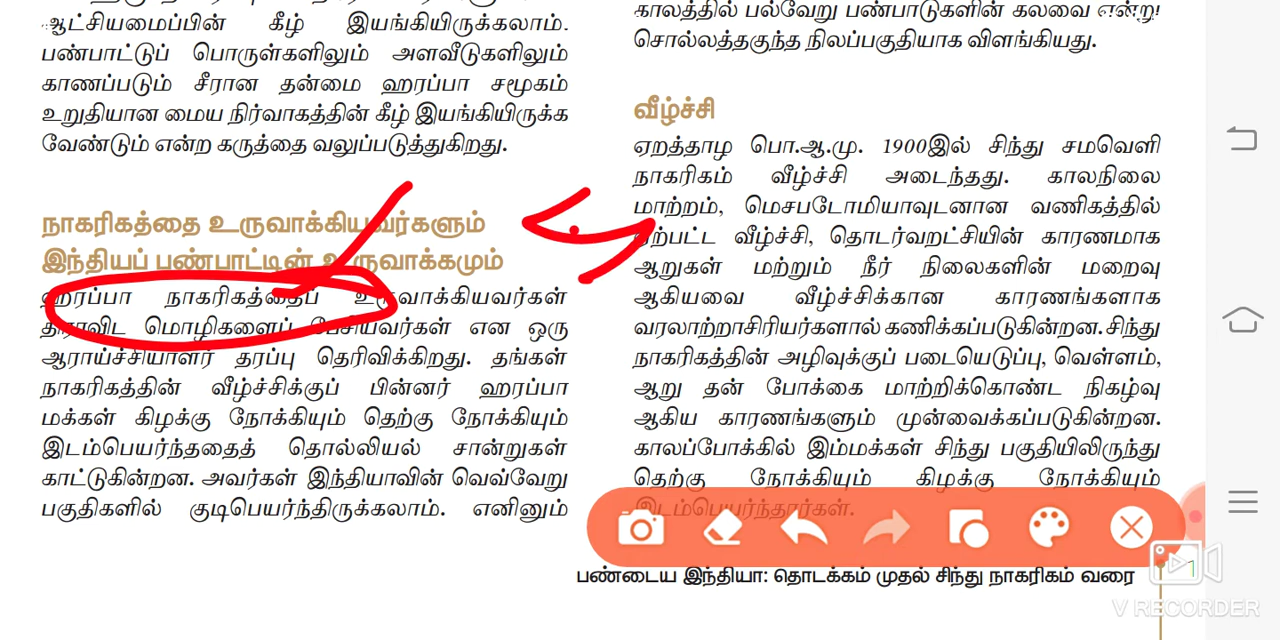 ஆட்சியமைப்பின் கீழ் இயங்கியிருக்கலாம்.
பண்பாட்டுப் பொருள்களிலும் அளவீடுகளிலும்
காணப்படும் சீரான தன்மை ஹரப்பா சமூகம்
உறுதியான மைய நிர்வாகத்தின் கீழ் இயங்கியிருக்க
வேண்டும் என்ற கருத்தை வலுப்படுத்துகிறது.
நாகரிகத்தை உருவாக்கியவர்களும்
இந்தியப் பண்பாட்டின் உருவாக்கமும்
ஹரப்பா நாகரிகத்தைப் உருவாக்கியவர்கள்
திராவிட மொழிகளைப் பேசியவர்கள் என ஒரு
ஆராய்ச்சியாளர் தரப்பு தெரிவிக்கிறது. தங்கள்
நாகரிகத்தின் வீழ்ச்சிக்குப் பின்னர் ஹரப்பா
மக்கள் கிழக்கு நோக்கியும் தெற்கு நோக்கியும்
இடம்பெயர்ந்ததைத் தொல்லியல் சான்றுகள்
காட்டுகின்றன. அவர்கள் இந்தியாவின் வெவ்வேறு
பகுதிகளில் குடிபெயர்ந்திருக்கலாம். எனினும்
காலத்தில் பல்வேறு பண்பாடுகளின் கலவை என்று
சொல்லத்தகுந்த நிலப்பகுதியாக விளங்கியது.
வீழ்ச்சி
ஏறத்தாழ பொ.ஆ.மு. 1900இல் சிந்து சமவெளி
நாகரிகம் வீழ்ச்சி அடைந்தது. காலநிலை
மாற்றம், மெசபடோமியாவுடனான வணிகத்தில்
ஏற்பட்ட வீழ்ச்சி, தொடர்வறட்சியின் காரணமாக
ஆறுகள் மற்றும் நீர் நிலைகளின் மறைவு
ஆகியவை வீழ்ச்சிக்கான காரணங்களாக
வரலாற்றாசிரியர்களால் கணிக்கப்படுகின்றன. சிந்து
நாகரிகத்தின் அழிவுக்குப் படையெடுப்பு, வெள்ளம்,
ஆறு தன் போக்கை மாற்றிக்கொண்ட நிகழ்வு
ஆகிய காரணங்களும் முன்வைக்கப்படுகின்றன.
காலப்போக்கில் இம்மக்கள் சிந்து பகுதியிலிருந்து
தெற்கு நோக்கியும் கிழக்கு நோக்கியும்
இடம்பெயர்ந்தார்கள்.
பண்டைய இந்தியா: தொடக்கம் முதல் சிந்து நாகரிகம் வரை
V RECORDER